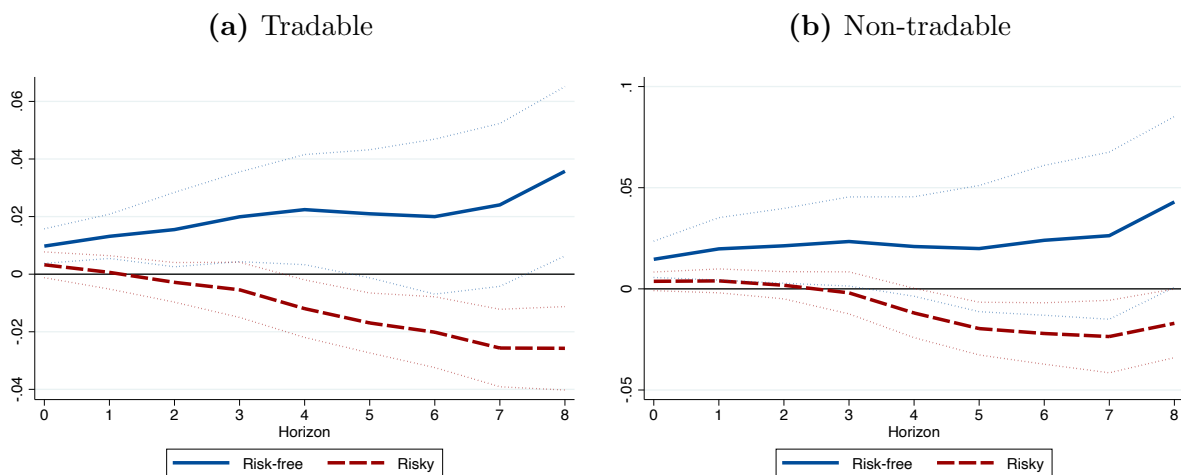 (a) Tradable
.06
.04
.02
0
-.02
-.04
0 1 2 3 4 5 6 7 8
Horizon
Risk-free Risky
(b) Non-tradable
.1
.05
0
-.05
0 1 2 3 4 5 6 7 8
Horizon
Risk-free Risky